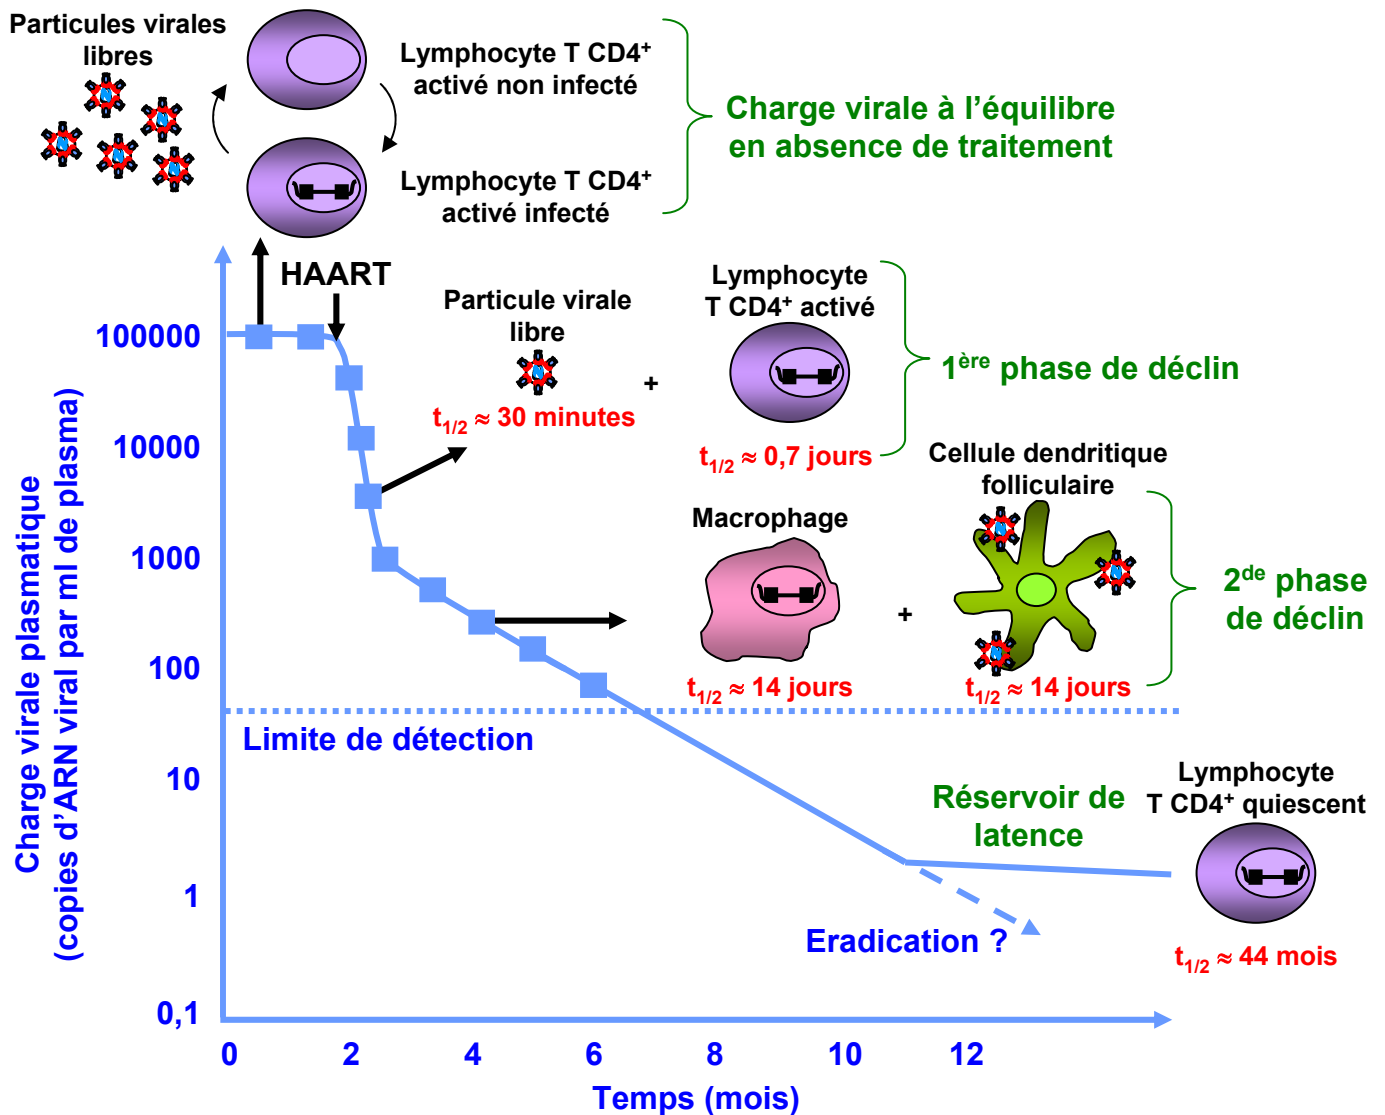 Particules virales
libres
Lymphocyte T CD4⁺
activé non infecté
Lymphocyte T CD4⁺
activé infecté
Charge virale à l'équilibre
en absence de traitement
HAART
Particule virale
libre
t1/2 ≈ 30 minutes
+
Lymphocyte
T CD4⁺ activé
t1/2 ≈ 0,7 jours
1ère phase de déclin
Macrophage
t1/2 ≈ 14 jours
+
Cellule dendritique
folliculaire
t1/2 ≈ 14 jours
2de phase
de déclin
Limite de détection
Réservoir de
latence
Lymphocyte
T CD4⁺ quiescent
t1/2 ≈ 44 mois
Eradication ?
Charge virale plasmatique
(copies d'ARN viral par ml de plasma)
100000
10000
1000
100
10
1
0,1
0
2
4
6
8
10
12
Temps (mois)